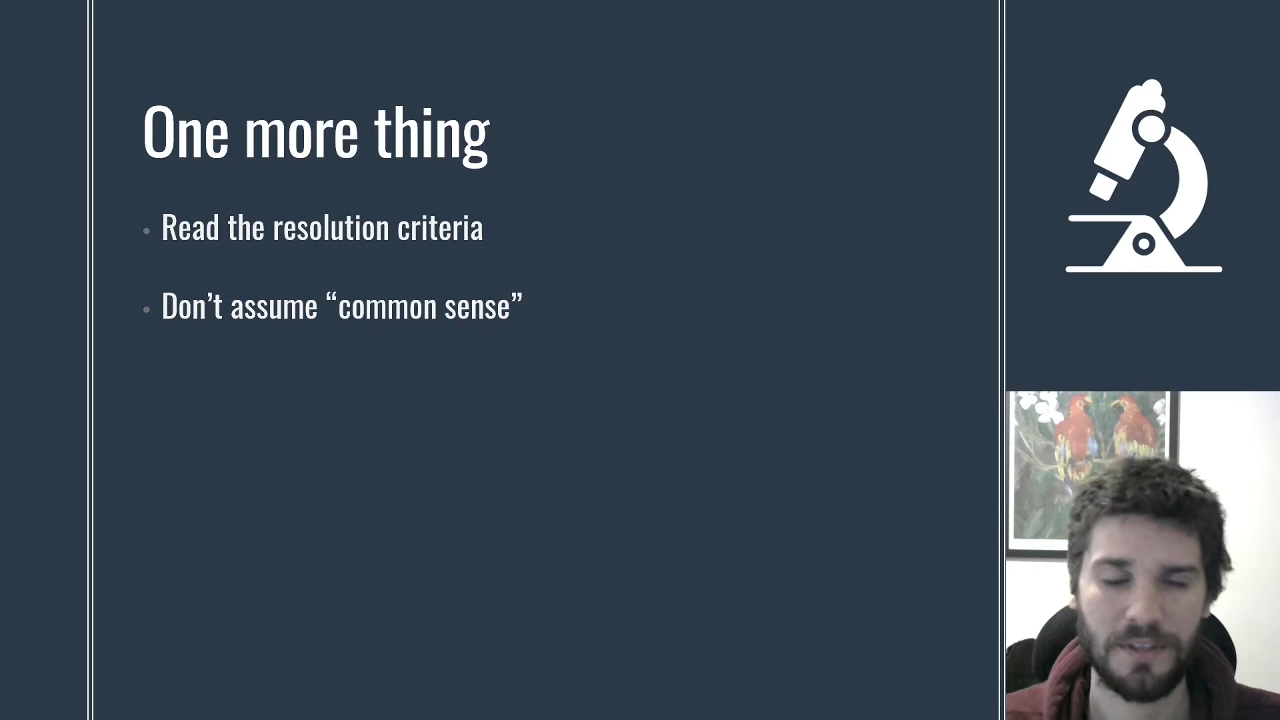 One more thing
Read the resolution criteria
Don’t assume “common sense”